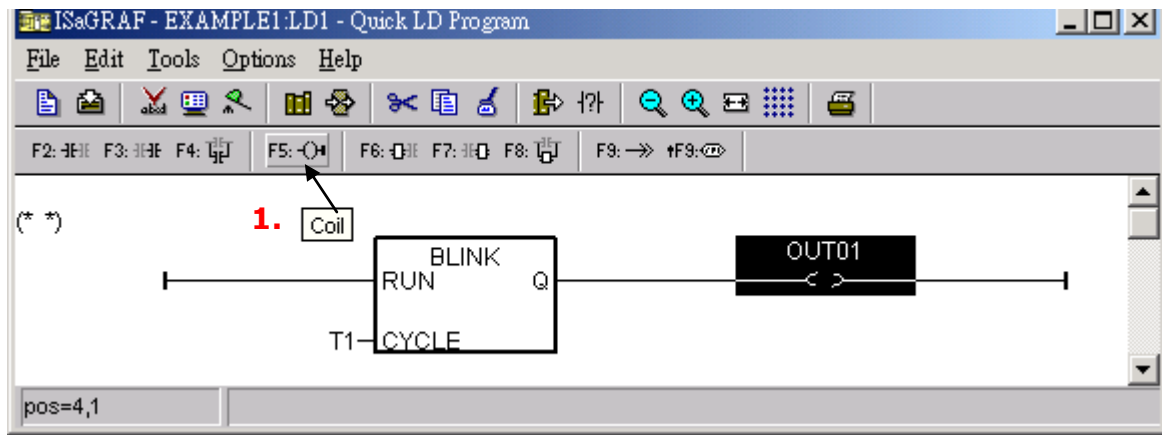 ISaGRAF - EXAMPLE1:LD1 - Quick LD Program
File Edit Tools Options Help
abcd
F2: F3: F4: F5: F6: F7: F8: F9: F9:
(* *)
1. Coil
BLINK OUT01
RUN Q
T1 CYCLE
pos=4,1